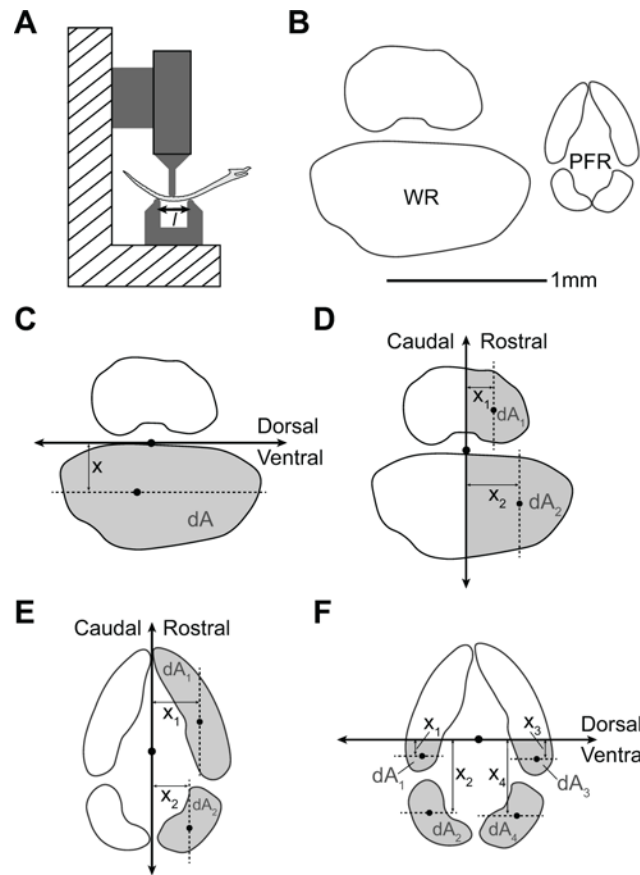 A
l
B
WR
PFR
1mm
C
Dorsal
Ventral
x
dA
D
Caudal Rostral
x1
dA1
x2
dA2
E
Caudal Rostral
dA1
x1
x2
dA2
F
x1
x3
Dorsal
Ventral
dA1
x2
x4
dA3
dA2
dA4